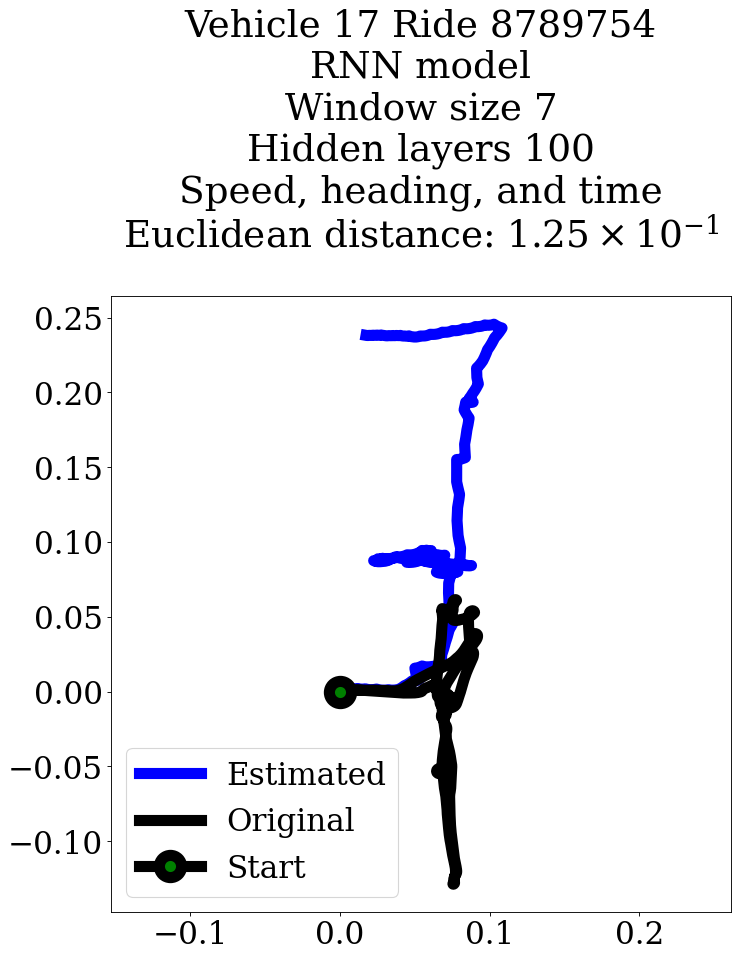 Vehicle 17 Ride 8789754
RNN model
Window size 7
Hidden layers 100
Speed, heading, and time
Euclidean distance: 1.25 × 10⁻¹
0.25
0.20
0.15
0.10
0.05
0.00
−0.05
−0.10
Estimated
Original
Start
−0.1 0.0 0.1 0.2